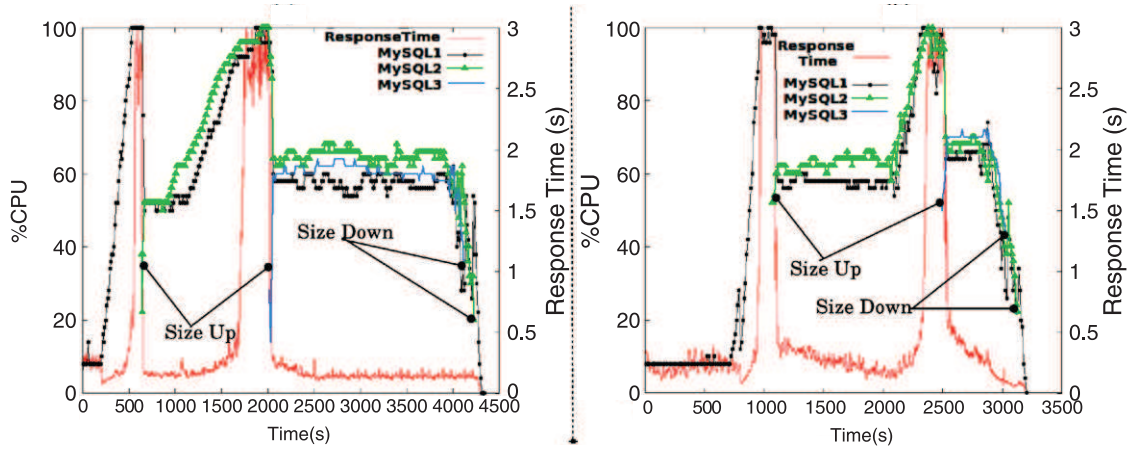 ResponseTime
MySQL1
MySQL2
MySQL3
100
80
60
40
20
0
%CPU
3
2.5
2
1.5
1
0.5
0
Response Time (s)
Size Down
Size Up
0 500 1000 1500 2000 2500 3000 3500 4000 4500
Time(s)
Response
Time
MySQL1
MySQL2
MySQL3
100
80
60
40
20
0
%CPU
3
2.5
2
1.5
1
0.5
0
Response Time (s)
Size Up
Size Down
0 500 1000 1500 2000 2500 3000 3500
Time(s)